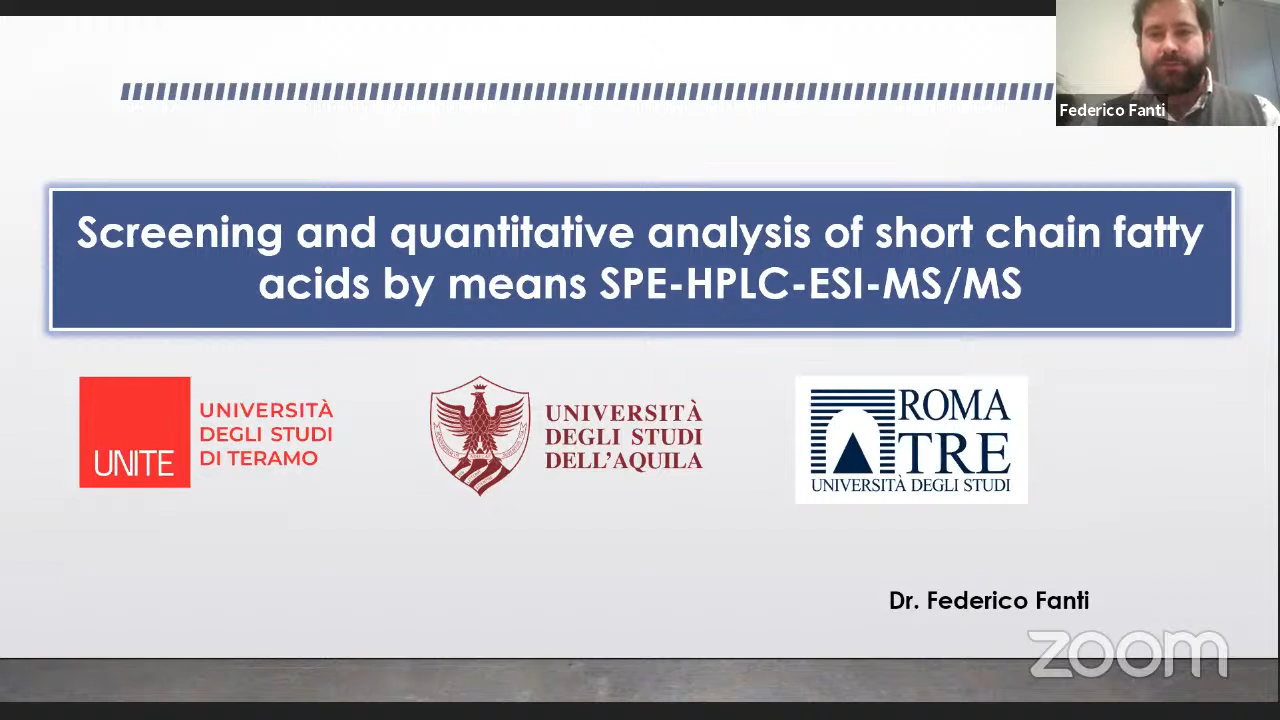 Federico Fanti
Screening and quantitative analysis of short chain fatty
acids by means SPE-HPLC-ESI-MS/MS
UNITE
UNIVERSITÀ
DEGLI STUDI
DI TERAMO
UNIVERSITÀ
DEGLI STUDI
DELL'AQUILA
ROMA
TRE
UNIVERSITÀ DEGLI STUDI
Dr. Federico Fanti
zoom